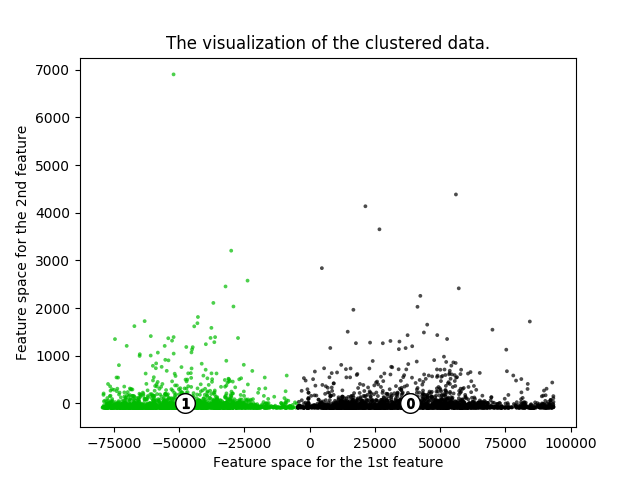 The visualization of the clustered data.
Feature space for the 2nd feature
7000
6000
5000
4000
3000
2000
1000
0
1
0
−75000 −50000 −25000 0 25000 50000 75000 100000
Feature space for the 1st feature